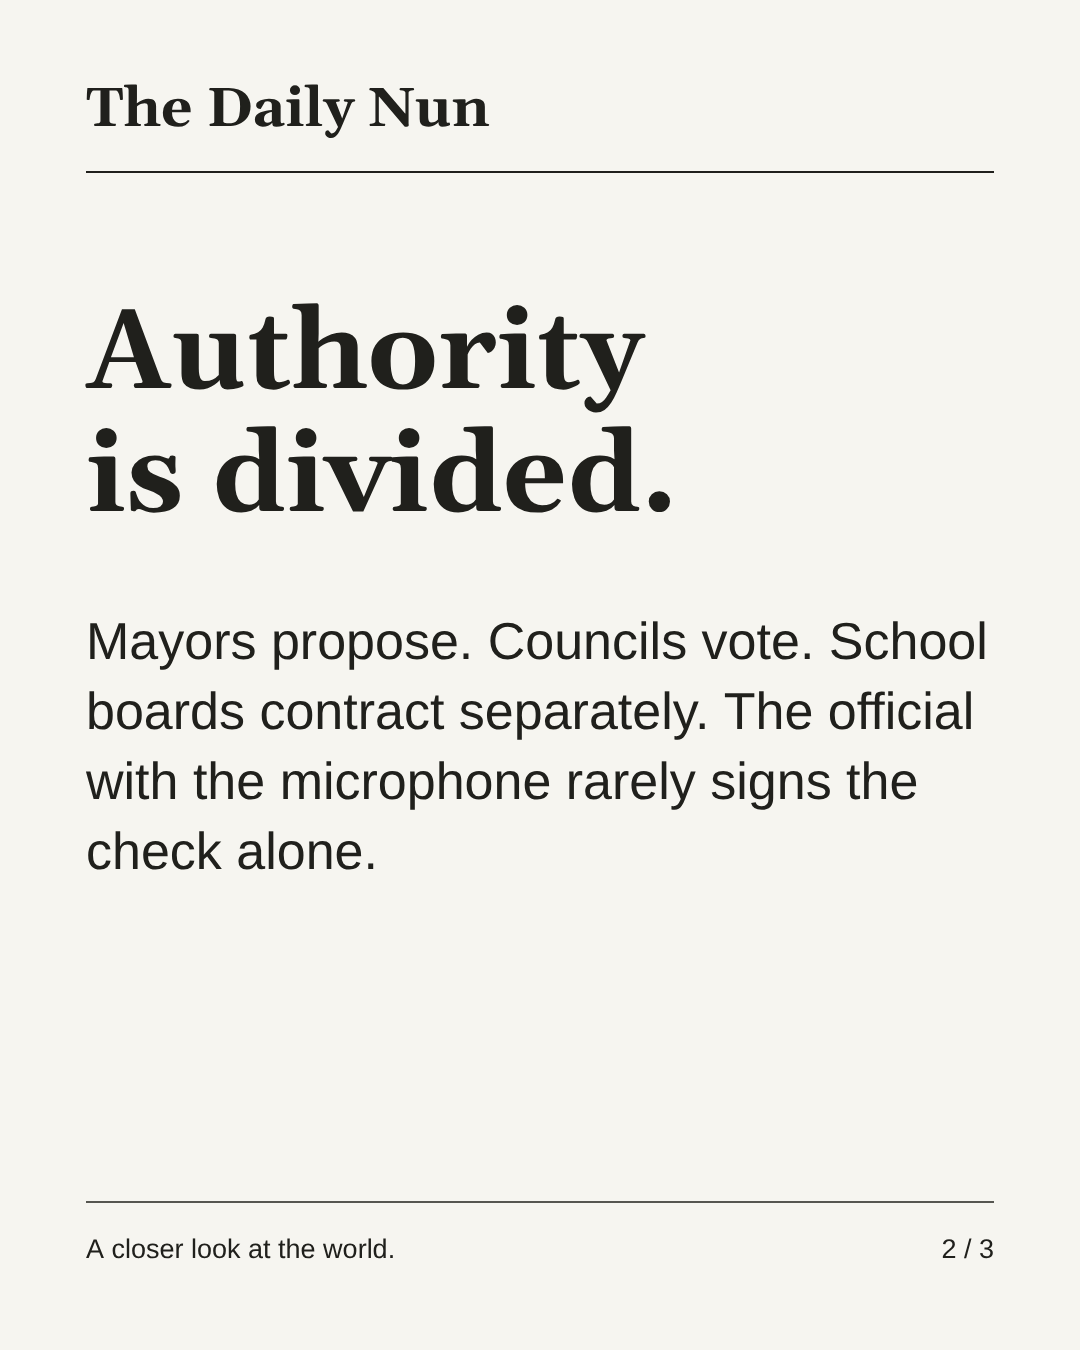 The Daily Nun
Authority
is divided.
Mayors propose. Councils vote. School
boards contract separately. The official
with the microphone rarely signs the
check alone.
A closer look at the world.
2 / 3